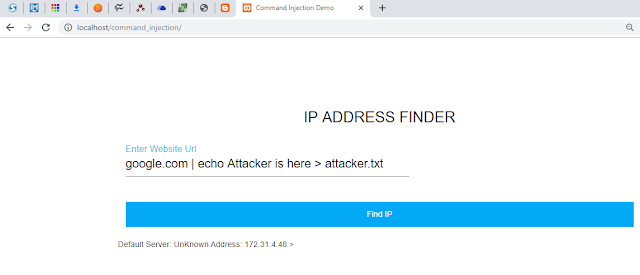 Command Injection Demo
localhost/command_injection/
IP ADDRESS FINDER
Enter Website Url
google.com | echo Attacker is here > attacker.txt
Find IP
Default Server: UnKnown Address: 172.31.4.48 >